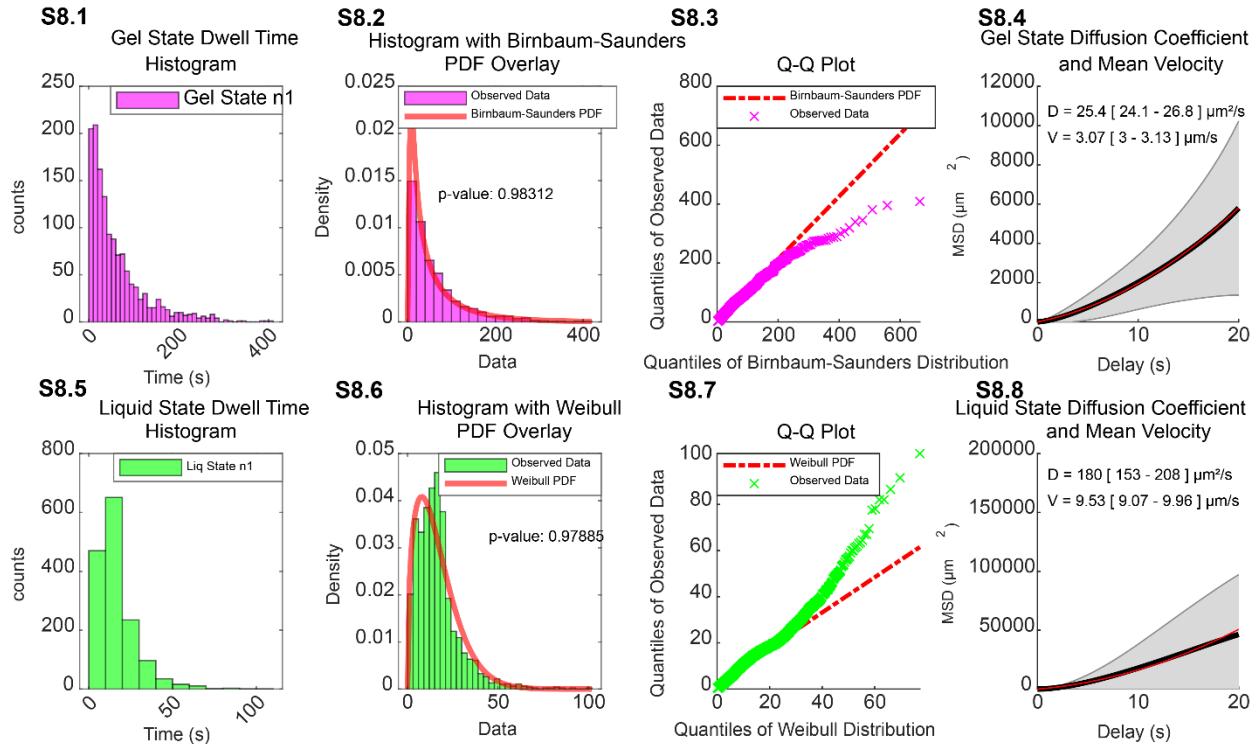 S8.1
Gel State Dwell Time
Histogram
250
200
150
100
50
0
counts
Gel State n1
0
200
400
Time (s)
S8.2
Histogram with Birnbaum-Saunders
PDF Overlay
0.025
0.02
0.015
0.01
0.005
0
Density
Observed Data
Birnbaum-Saunders PDF
p-value: 0.98312
0
100
200
300
400
Data
S8.3
Q-Q Plot
800
600
400
200
0
Quantiles of Observed Data
Birnbaum-Saunders PDF
Observed Data
0
200
400
600
Quantiles of Birnbaum-Saunders Distribution
S8.4
Gel State Diffusion Coefficient
and Mean Velocity
12000
10000
8000
6000
4000
2000
0
MSD (µm²)
D = 25.4 [ 24.1 - 26.8 ] µm²/s
V = 3.07 [ 3 - 3.13 ] µm/s
0
10
20
Delay (s)
S8.5
Liquid State Dwell Time
Histogram
800
600
400
200
0
counts
Liq State n1
0
50
100
Time (s)
S8.6
Histogram with Weibull
PDF Overlay
0.05
0.04
0.03
0.02
0.01
0
Density
Observed Data
Weibull PDF
p-value: 0.97885
0
50
100
Data
S8.7
Q-Q Plot
100
80
60
40
20
0
Quantiles of Observed Data
Weibull PDF
Observed Data
20
40
60
Quantiles of Weibull Distribution
S8.8
Liquid State Diffusion Coefficient
and Mean Velocity
200000
150000
100000
50000
0
MSD (µm²)
D = 180 [ 153 - 208 ] µm²/s
V = 9.53 [ 9.07 - 9.96 ] µm/s
0
10
20
Delay (s)